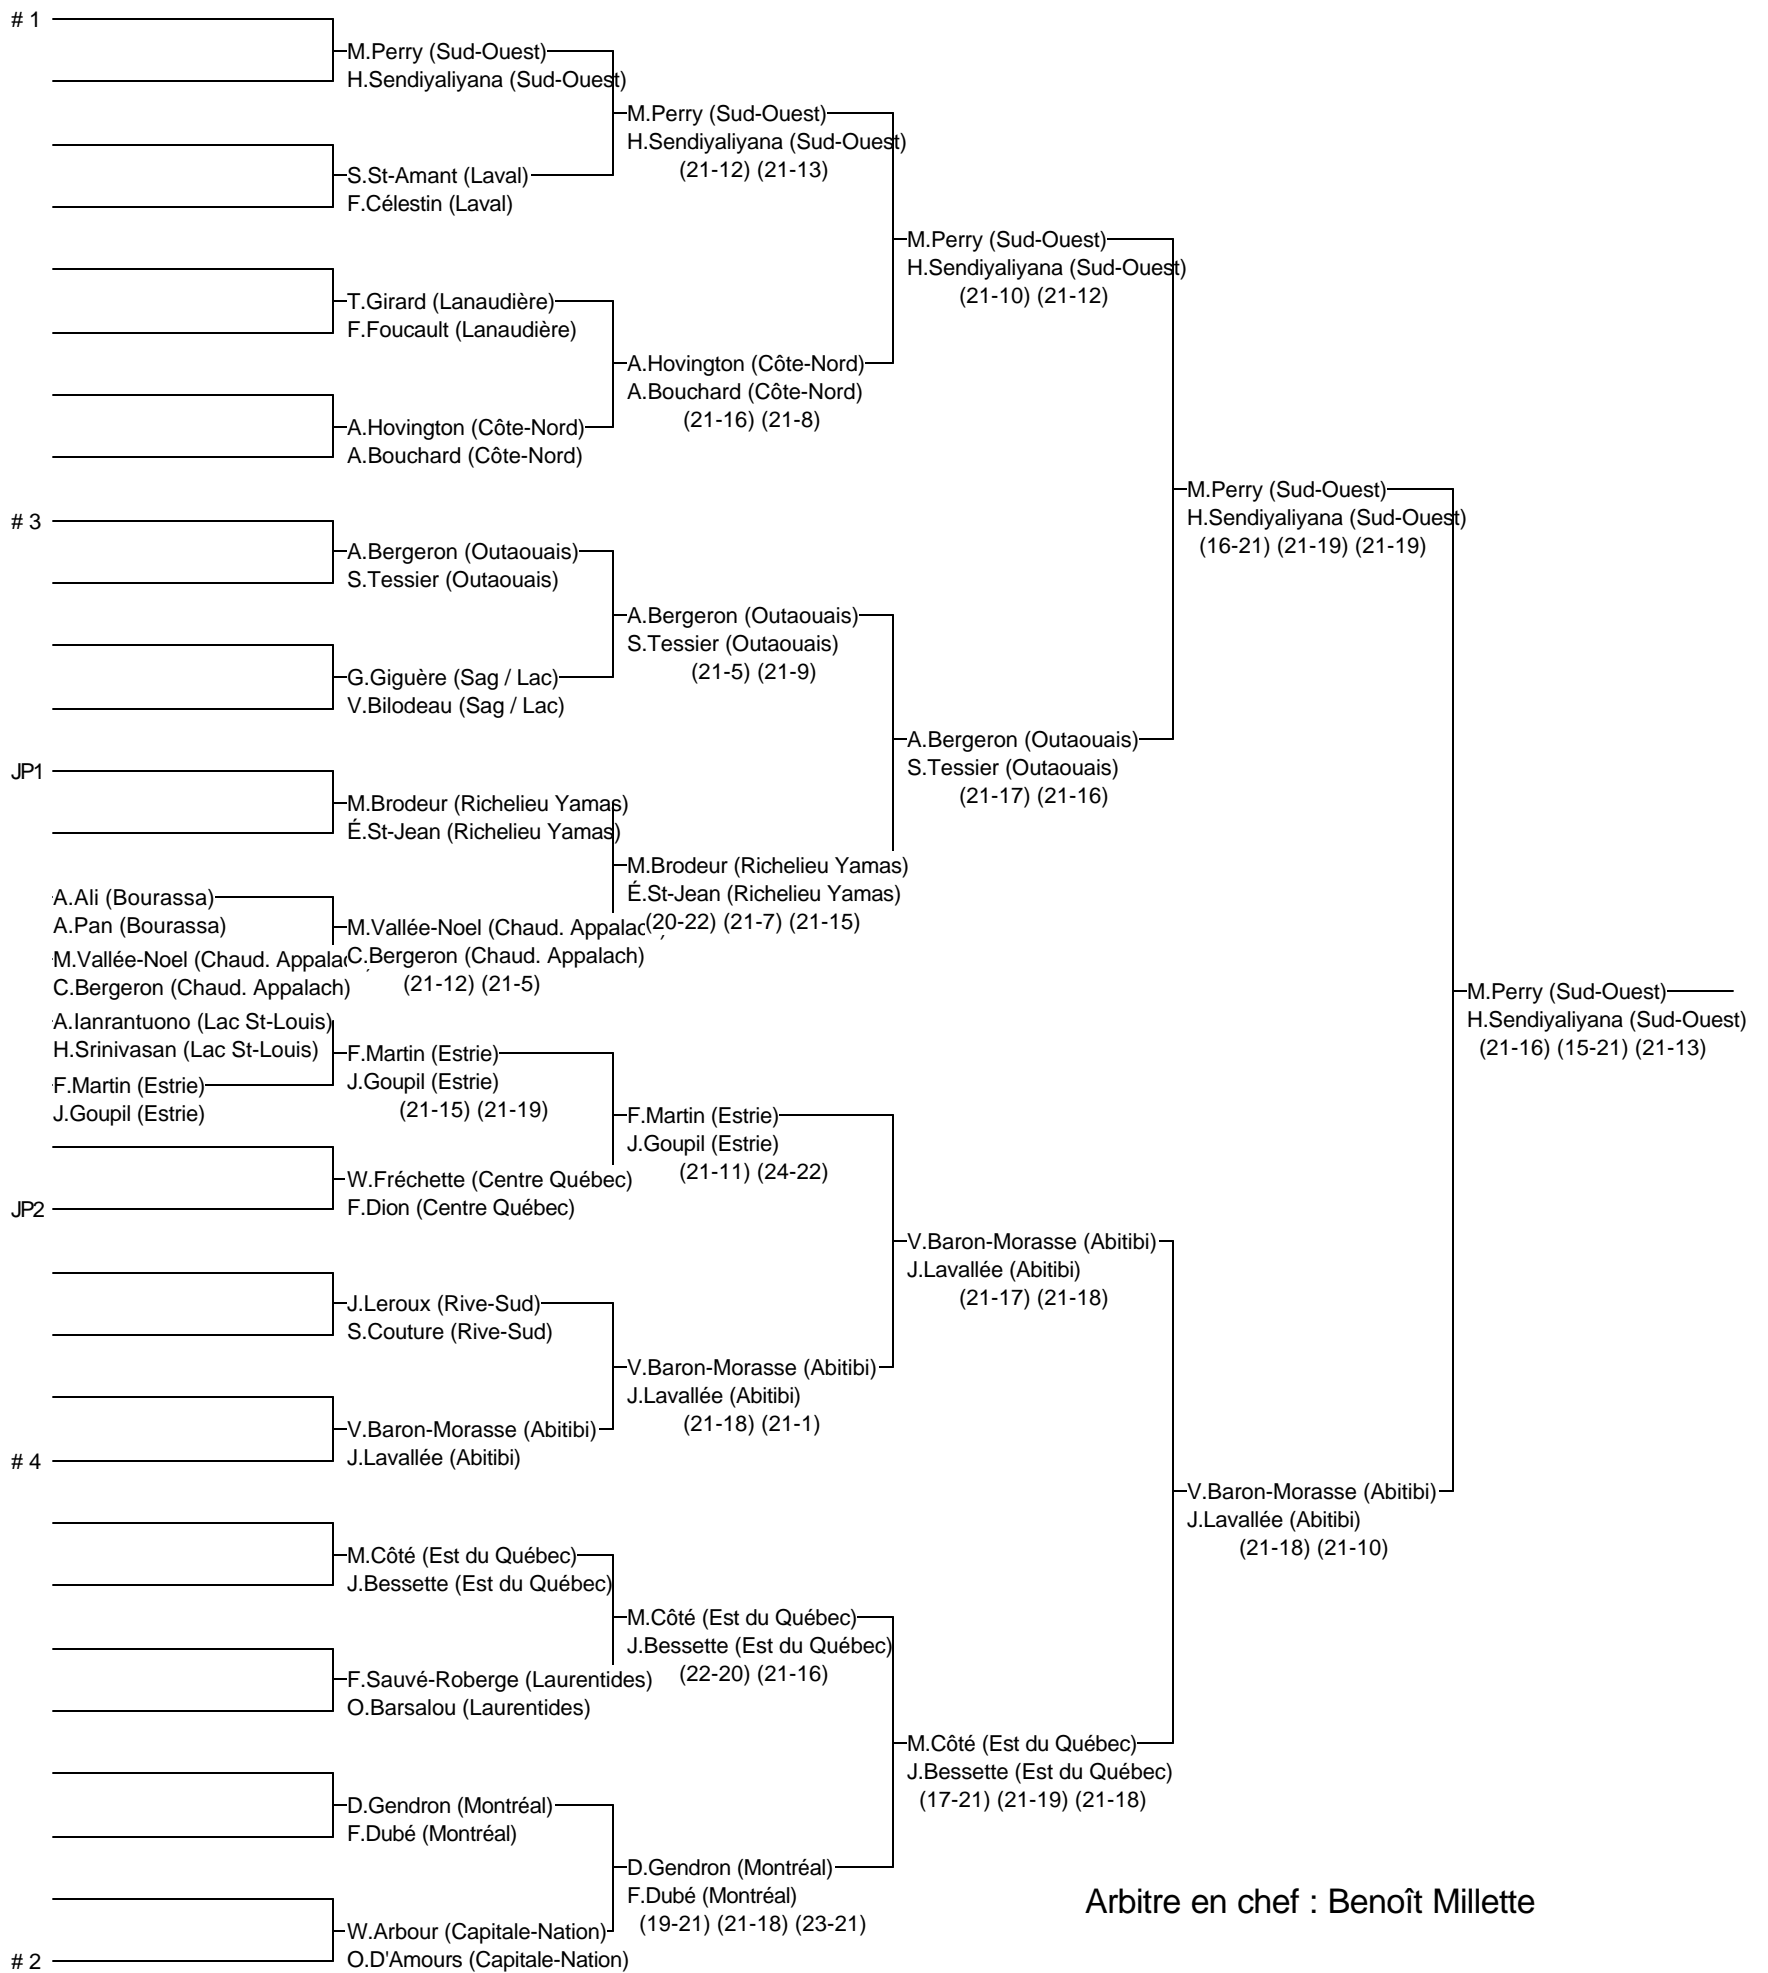 # 1
M.Perry (Sud-Ouest)
H.Sendiyaliyana (Sud-Ouest)
M.Perry (Sud-Ouest)
H.Sendiyaliyana (Sud-Ouest)
(21-12) (21-13)
S.St-Amant (Laval)
F.Célestin (Laval)
M.Perry (Sud-Ouest)
H.Sendiyaliyana (Sud-Ouest)
(21-10) (21-12)
T.Girard (Lanaudière)
F.Foucault (Lanaudière)
A.Hovington (Côte-Nord)
A.Bouchard (Côte-Nord)
(21-16) (21-8)
A.Hovington (Côte-Nord)
A.Bouchard (Côte-Nord)
M.Perry (Sud-Ouest)
H.Sendiyaliyana (Sud-Ouest)
(16-21) (21-19) (21-19)
# 3
A.Bergeron (Outaouais)
S.Tessier (Outaouais)
A.Bergeron (Outaouais)
S.Tessier (Outaouais)
(21-5) (21-9)
G.Giguère (Sag / Lac)
V.Bilodeau (Sag / Lac)
A.Bergeron (Outaouais)
S.Tessier (Outaouais)
(21-17) (21-16)
JP1
M.Brodeur (Richelieu Yamas)
É.St-Jean (Richelieu Yamas)
M.Brodeur (Richelieu Yamas)
É.St-Jean (Richelieu Yamas)
(20-22) (21-7) (21-15)
A.Ali (Bourassa)
A.Pan (Bourassa)
M.Vallée-Noel (Chaud. Appalac
C.Bergeron (Chaud. Appalach)
(21-12) (21-5)
M.Vallée-Noel (Chaud. Appalac
C.Bergeron (Chaud. Appalach)
M.Perry (Sud-Ouest)
H.Sendiyaliyana (Sud-Ouest)
(21-16) (15-21) (21-13)
A.Ianrantuono (Lac St-Louis)
H.Srinivasan (Lac St-Louis)
F.Martin (Estrie)
J.Goupil (Estrie)
(21-15) (21-19)
F.Martin (Estrie)
J.Goupil (Estrie)
F.Martin (Estrie)
J.Goupil (Estrie)
(21-11) (24-22)
W.Fréchette (Centre Québec)
F.Dion (Centre Québec)
JP2
V.Baron-Morasse (Abitibi)
J.Lavallée (Abitibi)
(21-17) (21-18)
J.Leroux (Rive-Sud)
S.Couture (Rive-Sud)
V.Baron-Morasse (Abitibi)
J.Lavallée (Abitibi)
(21-18) (21-1)
V.Baron-Morasse (Abitibi)
J.Lavallée (Abitibi)
# 4
V.Baron-Morasse (Abitibi)
J.Lavallée (Abitibi)
(21-18) (21-10)
M.Côté (Est du Québec)
J.Bessette (Est du Québec)
M.Côté (Est du Québec)
J.Bessette (Est du Québec)
(22-20) (21-16)
F.Sauvé-Roberge (Laurentides)
O.Barsalou (Laurentides)
M.Côté (Est du Québec)
J.Bessette (Est du Québec)
(17-21) (21-19) (21-18)
D.Gendron (Montréal)
F.Dubé (Montréal)
D.Gendron (Montréal)
F.Dubé (Montréal)
(19-21) (21-18) (23-21)
W.Arbour (Capitale-Nation)
O.D'Amours (Capitale-Nation)
# 2
Arbitre en chef : Benoît Millette